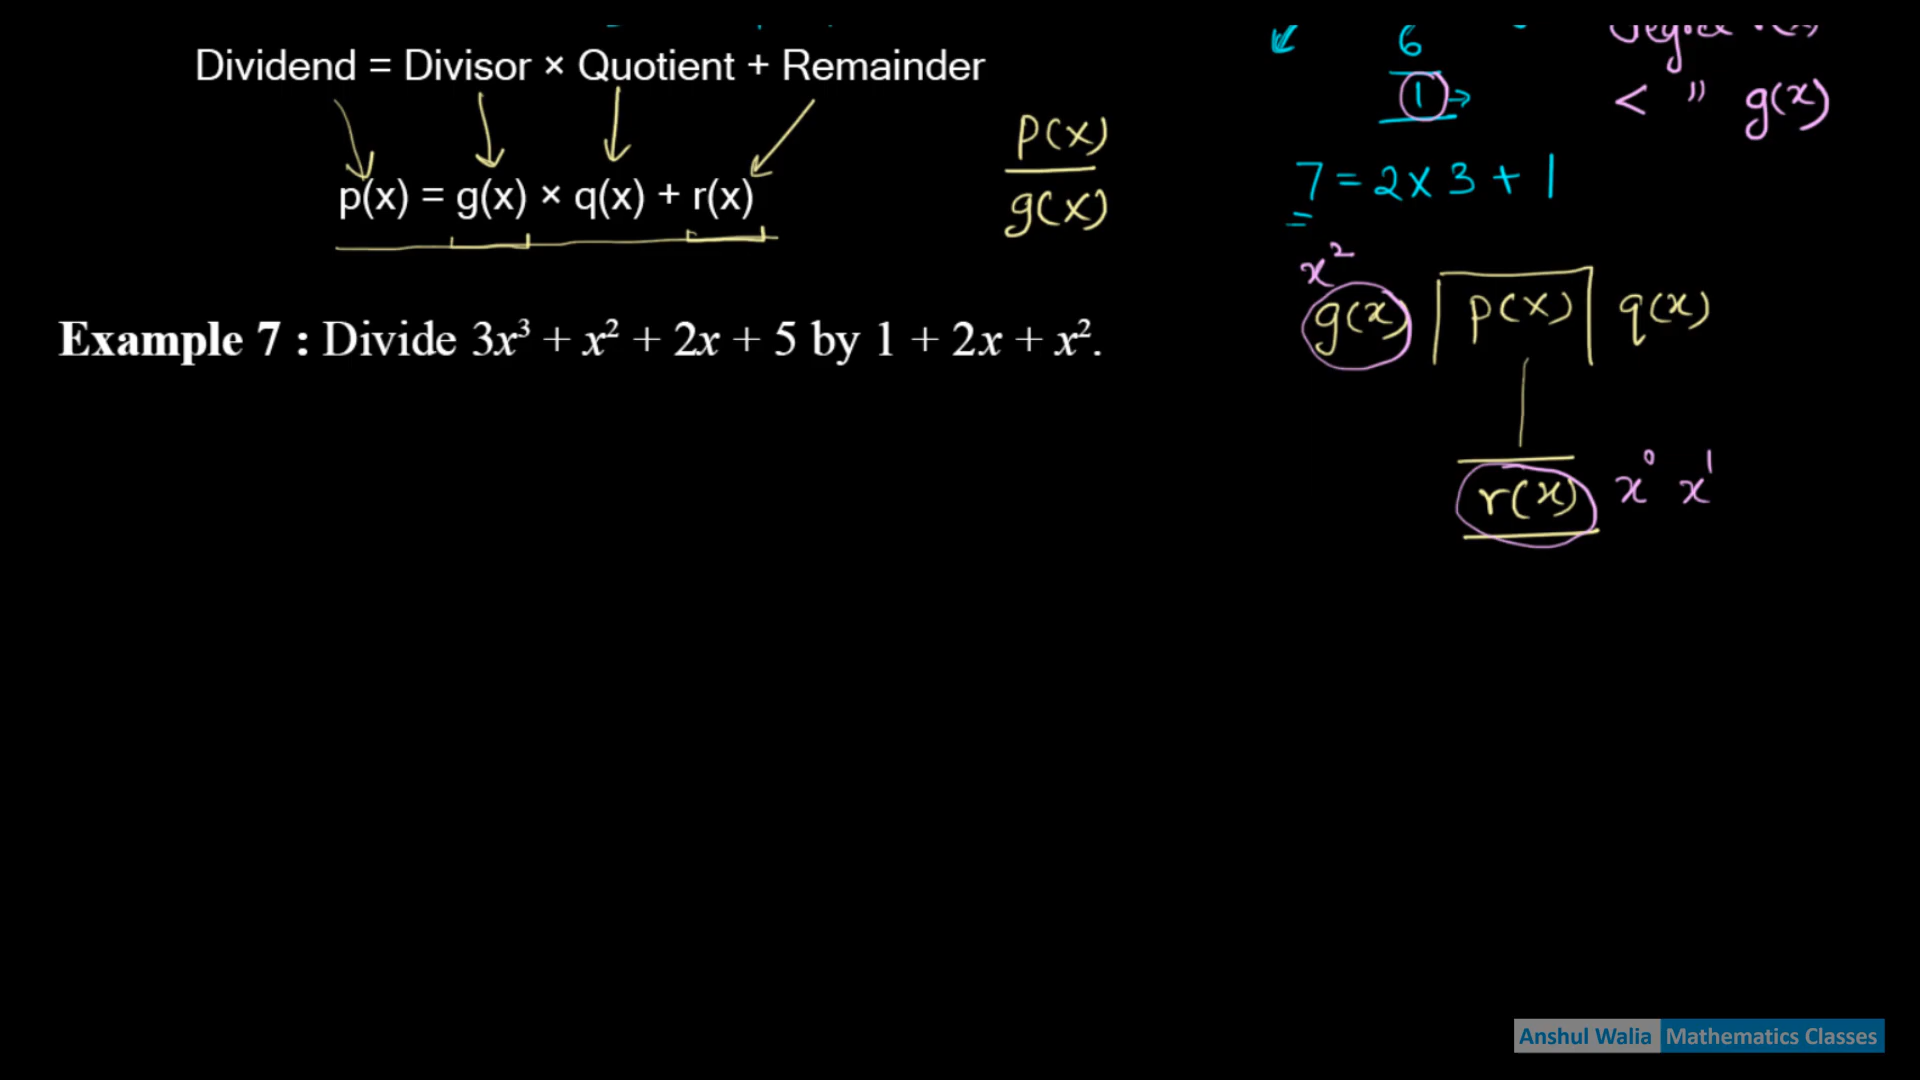 Dividend = Divisor × Quotient + Remainder
p(x) = g(x) × q(x) + r(x)
p(x)
g(x)
Example 7 : Divide 3x³ + x² + 2x + 5 by 1 + 2x + x².
6
1
< " g(x)
7 = 2 x 3 + 1
x²
g(x) p(x) q(x)
r(x) x⁰ x¹
Anshul Walia Mathematics Classes